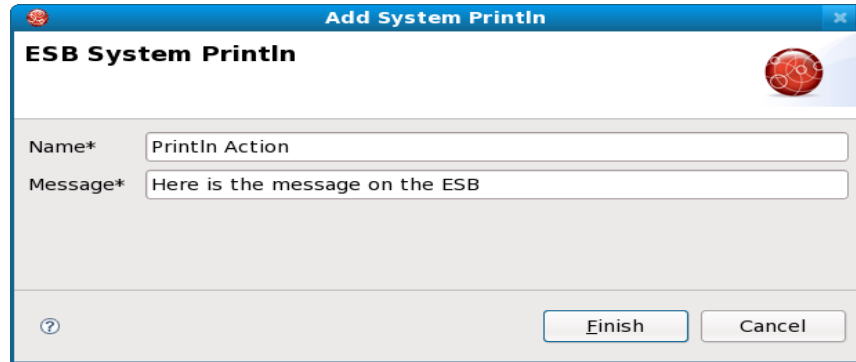 Add System Println
ESB System Println
Name* Println Action
Message* Here is the message on the ESB
? Finish Cancel